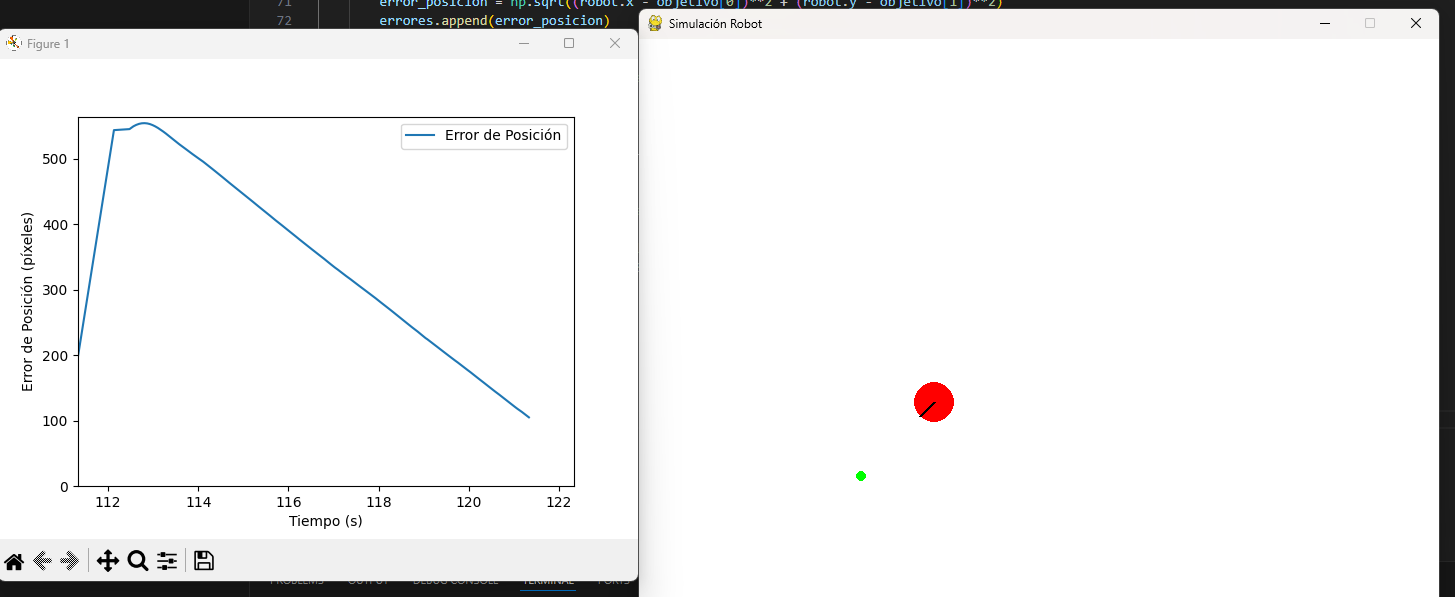 71 error_posicion = np.sqrt((robot.x - objetivo[0])**2 + (robot.y - objetivo[1])**2)
72 errores.append(error_posicion)
Figure 1
Simulación Robot
Error de Posición
500
400
300
200
100
0
Error de Posición (píxeles)
112 114 116 118 120 122
Tiempo (s)
PROBLEMS OUTPUT DEBUG CONSOLE TERMINAL PORTS